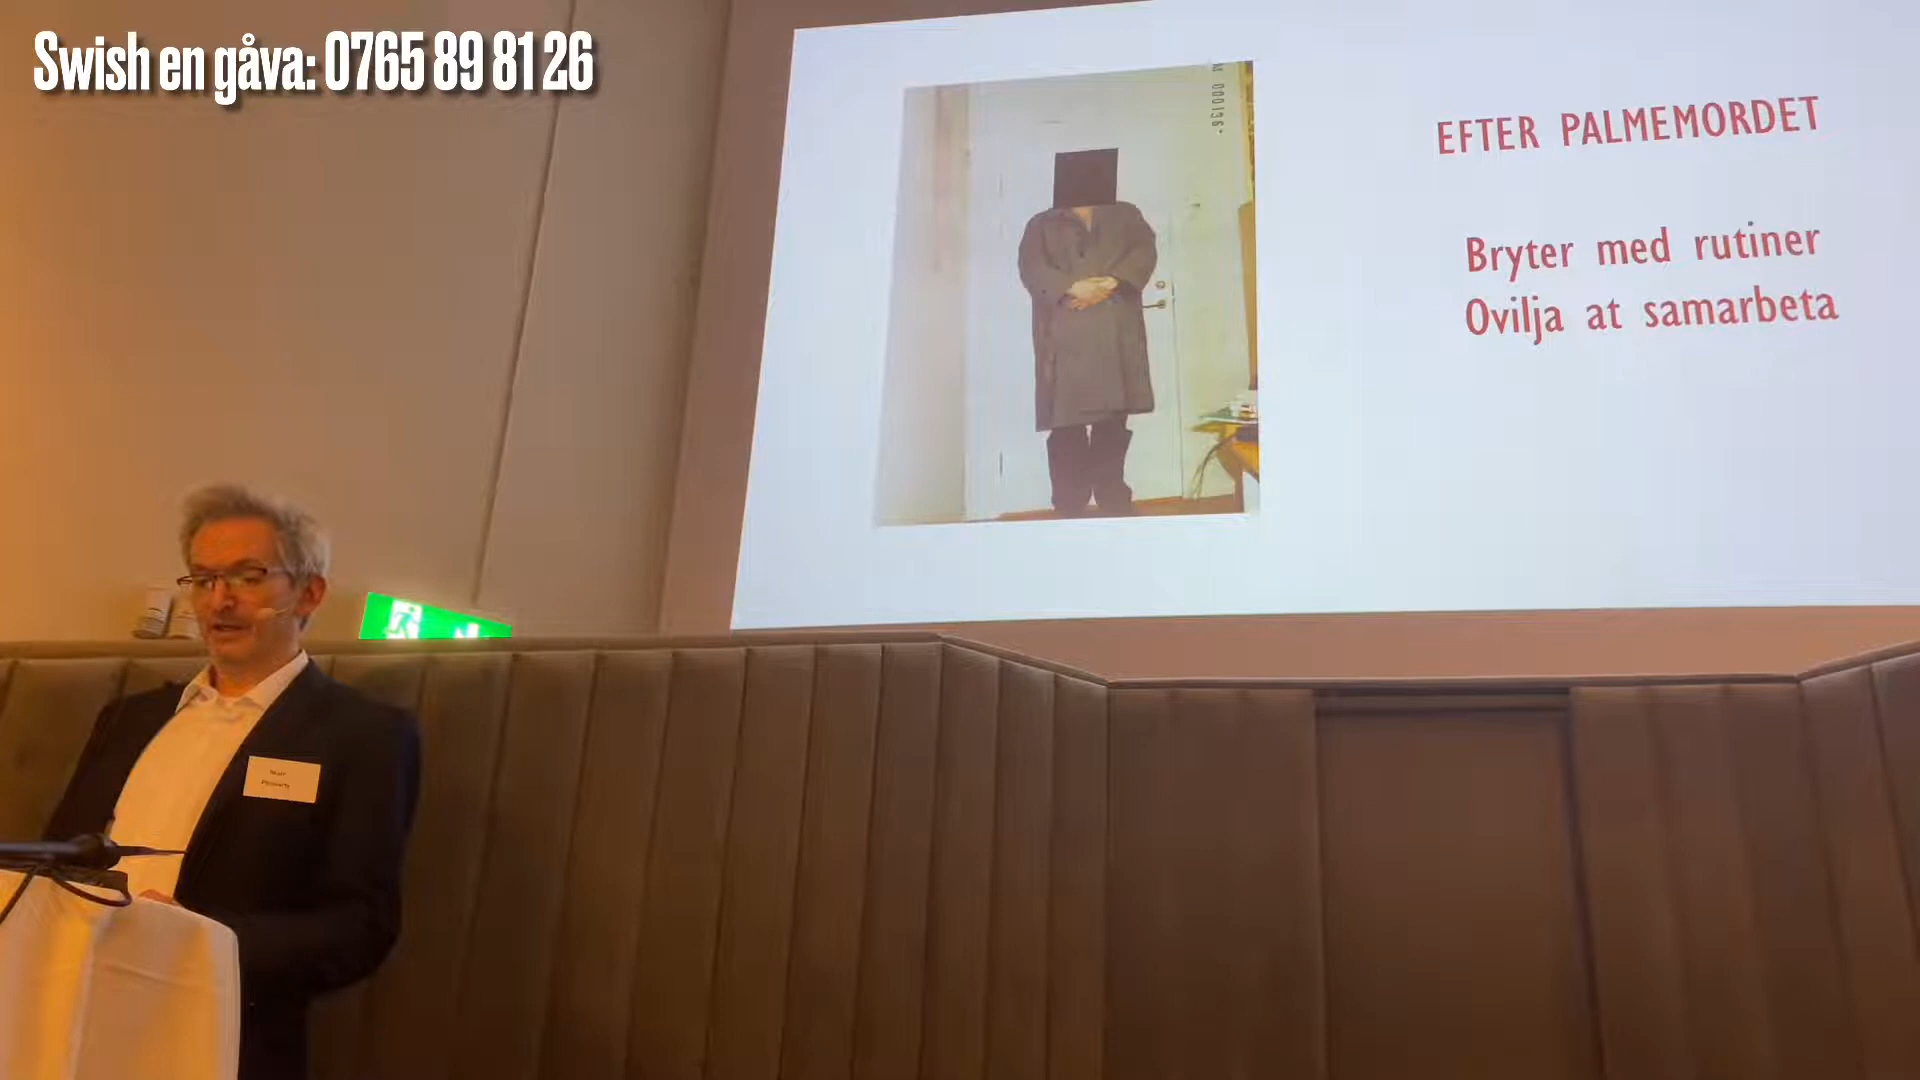 Swish en gåva: 0765 89 81 26
EFTER PALMEMORDET
Bryter med rutiner
Ovilja at samarbeta